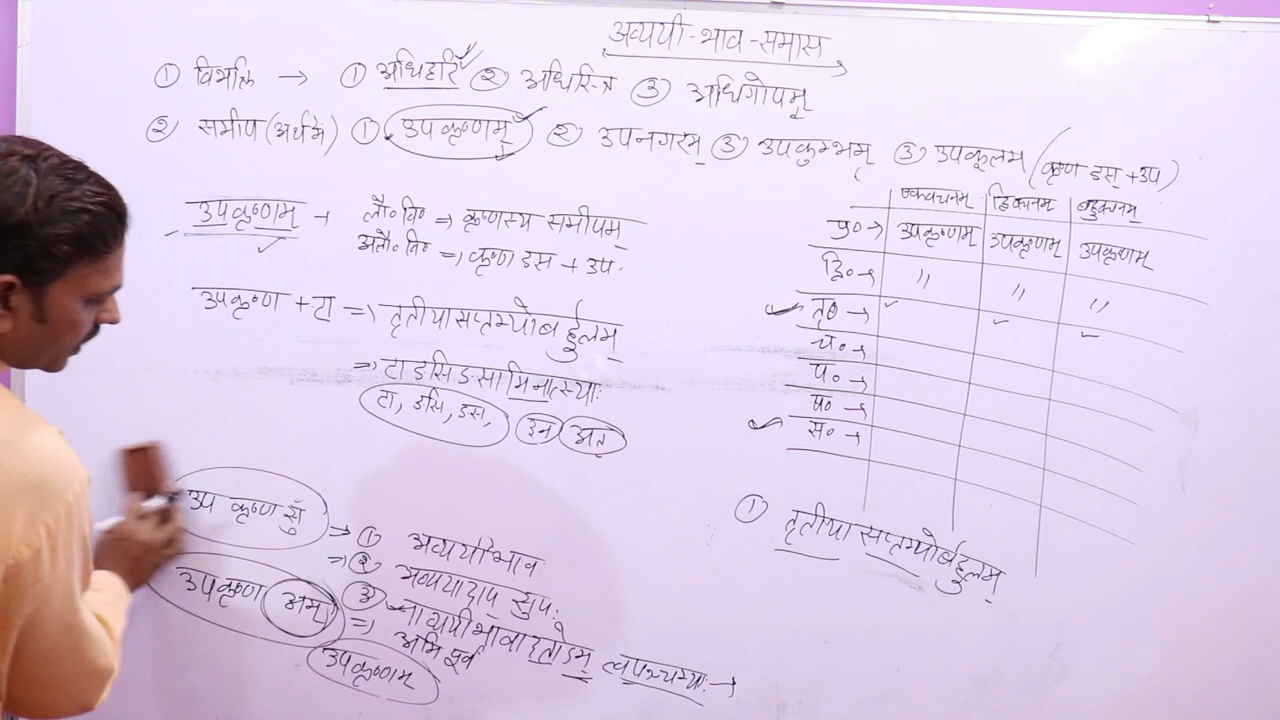 अव्ययी-भाव-समास
① विभक्ति → ① अधिहरि ② अधिस्त्रि ③ अधिगोपम्
② समीप (अर्थमें) ① उपकृष्णम् ② उपनगरम् ③ उपकुम्भम् ③ उपकूलम् (कृष्ण ङस् + उप)
उपकृष्णम् → लौ० वि० => कृष्णस्य समीपम्
अलौ० वि० => कृष्ण ङस + उप
उपकृष्ण + टा => तृतीयासप्तम्योर्बहुलम्
=> टा ङसि ङसामिनात्स्याः
टा, ङसि, ङस, इन अत्
उप कृष्ण सुँ → ① अव्ययीभाव
=> ② अव्ययादाप् सुपः
③ नाव्ययीभावादतोऽम् त्वपञ्चम्याः →
उपकृष्ण अम् => अमि पूर्व
उपकृष्णम्
एकवचनम् द्विवचनम् बहुवचनम्
प्र० → उपकृष्णम् उपकृष्णम् उपकृष्णम्
द्वि० → " " "
तृ० →
च० →
प० →
ष० →
स० →
① तृतीया सप्तम्योर्बहुलम्